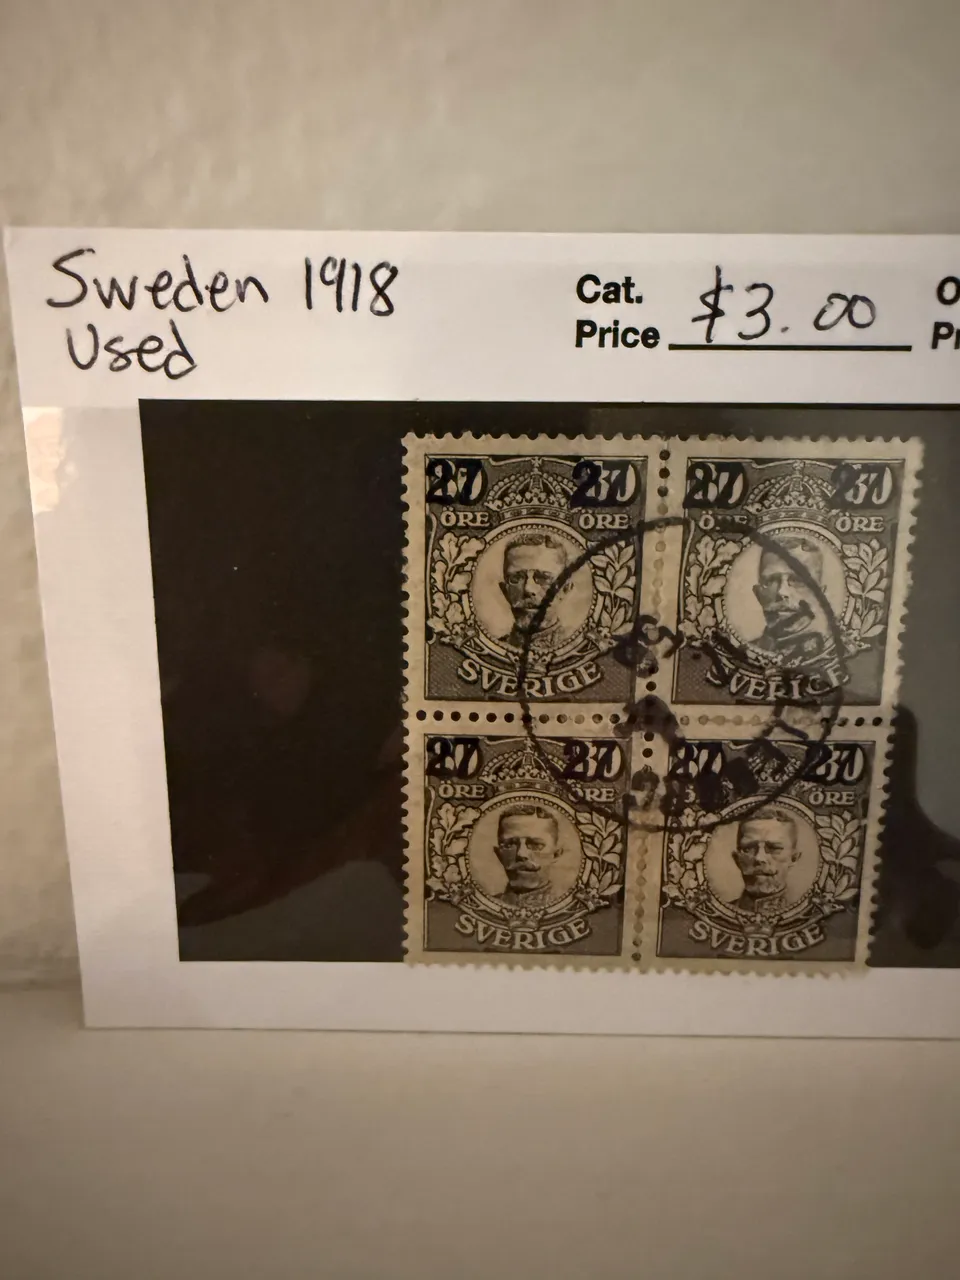 Sweden 1918
Used
Cat.
Price $3.00
27 27 27 27
ÖRE ÖRE ÖRE ÖRE
SVERIGE SVERIGE
27 27 27 27
ÖRE ÖRE ÖRE
SVERIGE SVERIGE